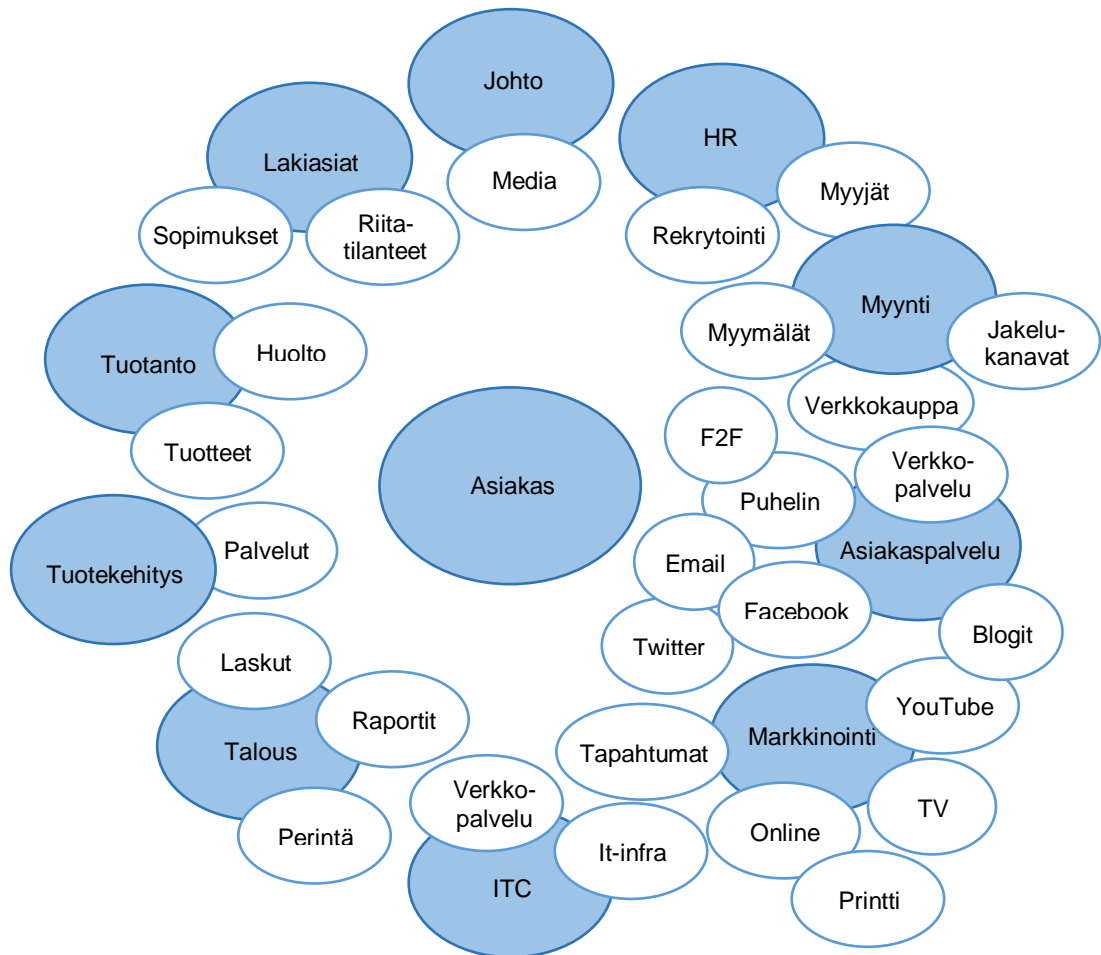 Johto
HR
Lakiasiat
Media
Myyjät
Sopimukset
Riita-
tilanteet
Rekrytointi
Myynti
Myymälät
Jakelu-
kanavat
Huolto
Tuotanto
Verkkokauppa
F2F
Tuotteet
Verkko-
palvelu
Asiakas
Puhelin
Palvelut
Asiakaspalvelu
Email
Tuotekehitys
Facebook
Blogit
Twitter
Laskut
YouTube
Raportit
Markkinointi
Talous
Tapahtumat
Verkko-
palvelu
TV
Online
Perintä
It-infra
ITC
Printti